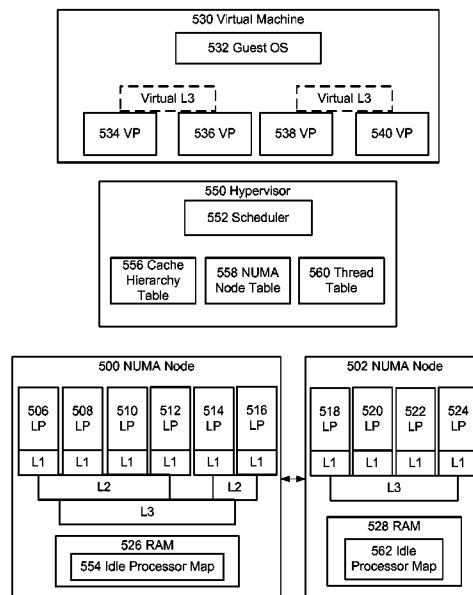 530 Virtual Machine
532 Guest OS
Virtual L3
Virtual L3
534 VP
536 VP
538 VP
540 VP
550 Hypervisor
552 Scheduler
556 Cache
Hierarchy
Table
558 NUMA
Node Table
560 Thread
Table
500 NUMA Node
506
LP
508
LP
510
LP
512
LP
514
LP
516
LP
L1
L1
L1
L1
L1
L1
L2
L2
L3
526 RAM
554 Idle Processor Map
502 NUMA Node
518
LP
520
LP
522
LP
524
LP
L1
L1
L1
L1
L3
528 RAM
562 Idle
Processor Map